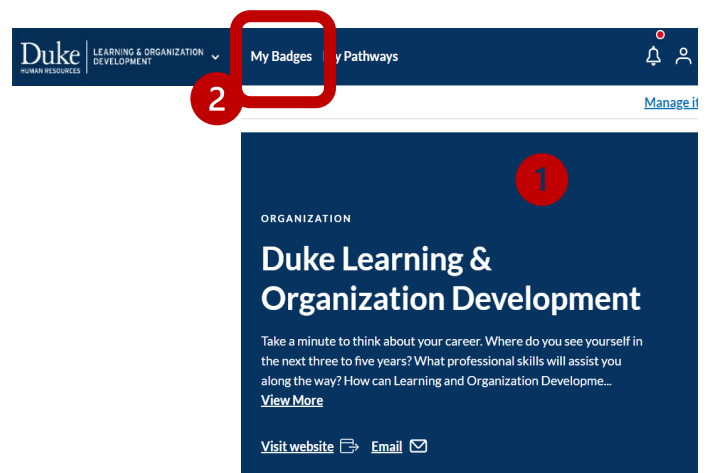 Duke
HUMAN RESOURCES
LEARNING & ORGANIZATION
DEVELOPMENT
My Badges
y Pathways
2
Manage i
1
ORGANIZATION
Duke Learning &
Organization Development
Take a minute to think about your career. Where do you see yourself in
the next three to five years? What professional skills will assist you
along the way? How can Learning and Organization Developme...
View More
Visit website
Email